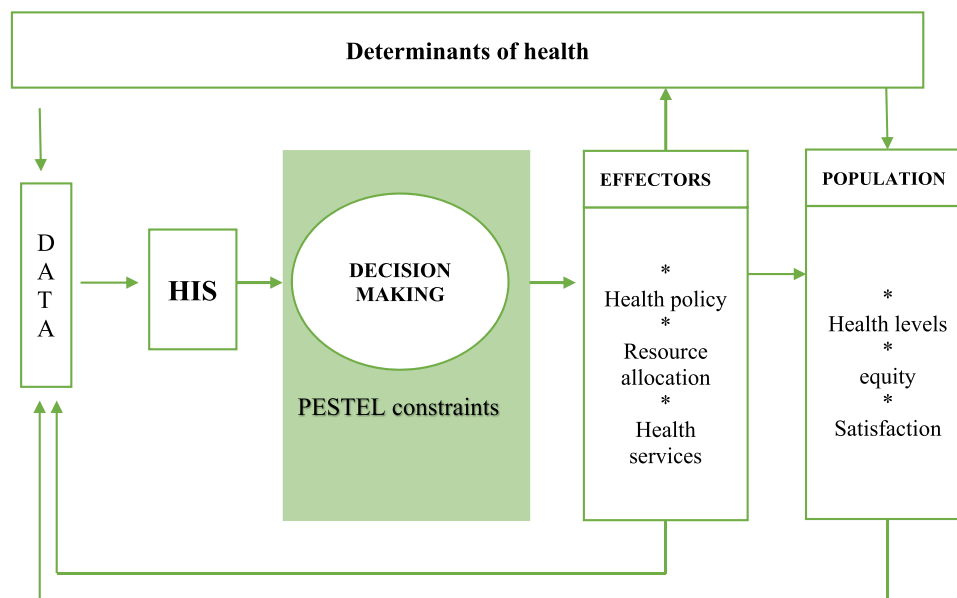 Determinants of health
D
A
T
A
HIS
DECISION
MAKING
PESTEL constraints
EFFECTORS
*
Health policy
*
Resource
allocation
*
Health
services
POPULATION
*
Health levels
*
equity
*
Satisfaction